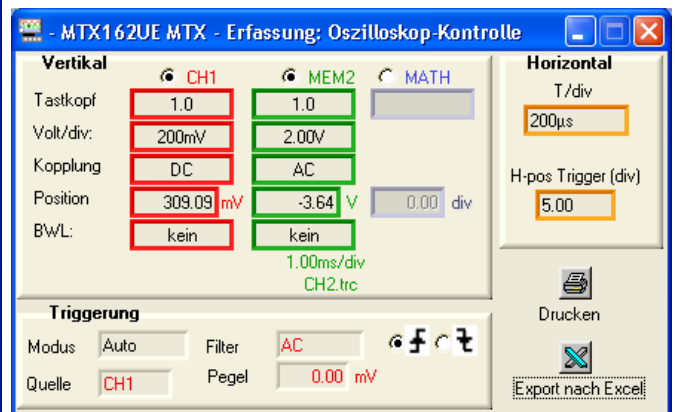 - MTX162UE MTX - Erfassung: Oszilloskop-Kontrolle
Vertikal
CH1 MEM2 MATH
Tastkopf 1.0 1.0
Volt/div: 200mV 2.00V
Kopplung DC AC
Position 309.09 mV -3.64 V 0.00 div
BWL: kein kein
1.00ms/div
CH2.trc
Horizontal
T/div
200µs
H-pos Trigger (div)
5.00
Triggerung
Modus Auto Filter AC
Quelle CH1 Pegel 0.00 mV
Drucken
Export nach Excel